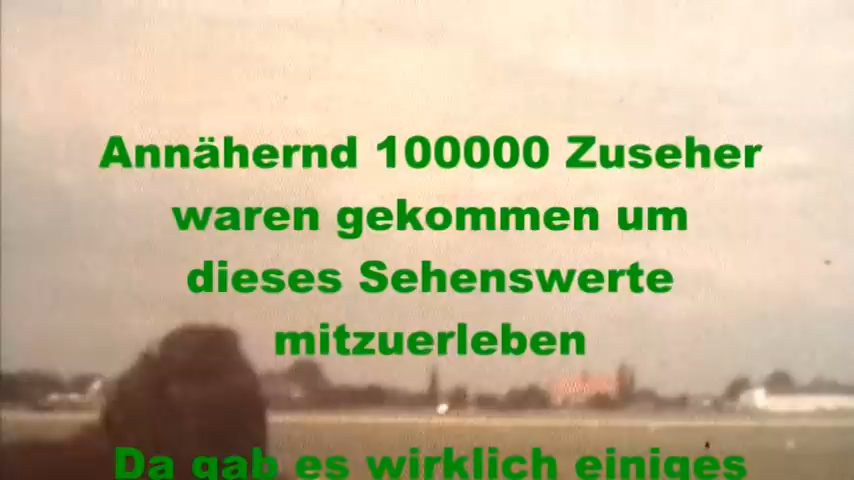 Annähernd 100000 Zuseher
waren gekommen um
dieses Sehenswerte
mitzuerleben
Da gab es wirklich einiges